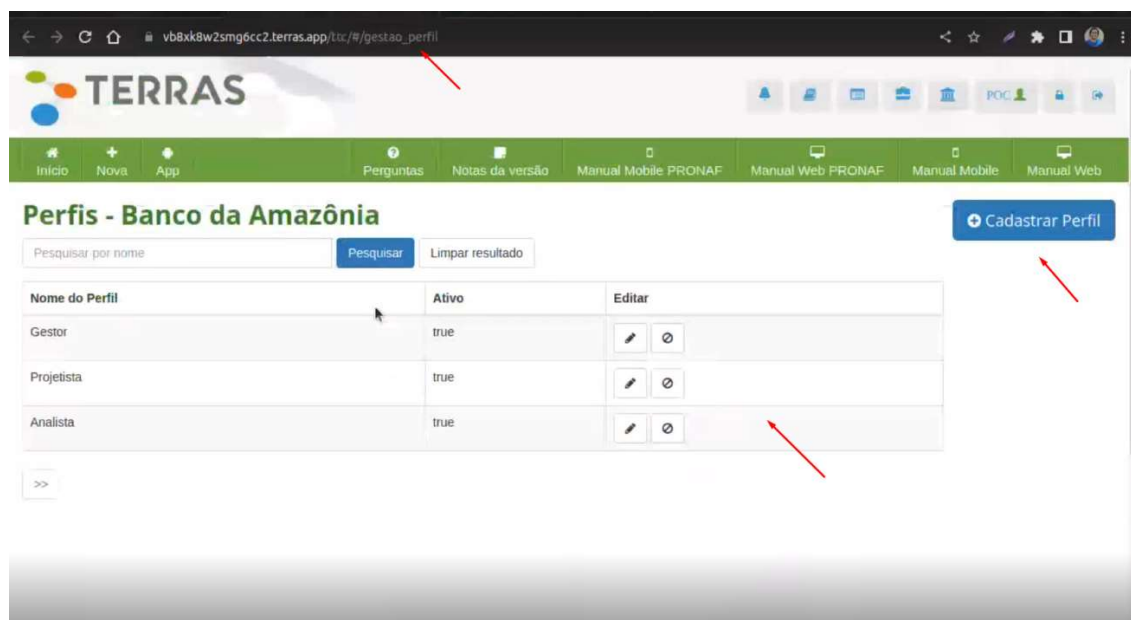 vb8xk8w2smg6cc2.terras.app/ttc/#/gestao_perfil
TERRAS
POC
Início Nova App Perguntas Notas da versão Manual Mobile PRONAF Manual Web PRONAF Manual Mobile Manual Web
Perfis - Banco da Amazônia
Cadastrar Perfil
Pesquisar por nome Pesquisar Limpar resultado
Nome do Perfil Ativo Editar
Gestor true
Projetista true
Analista true
>>